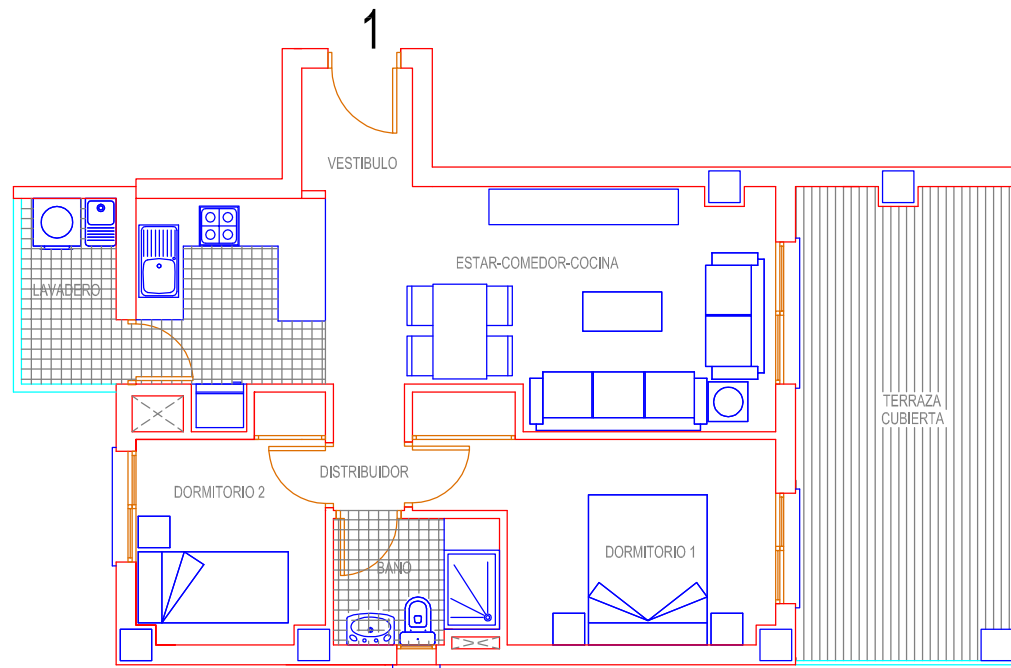 1
VESTIBULO
ESTAR-COMEDOR-COCINA
LAVADERO
TERRAZA
CUBIERTA
DISTRIBUIDOR
DORMITORIO 2
DORMITORIO 1
BAÑO